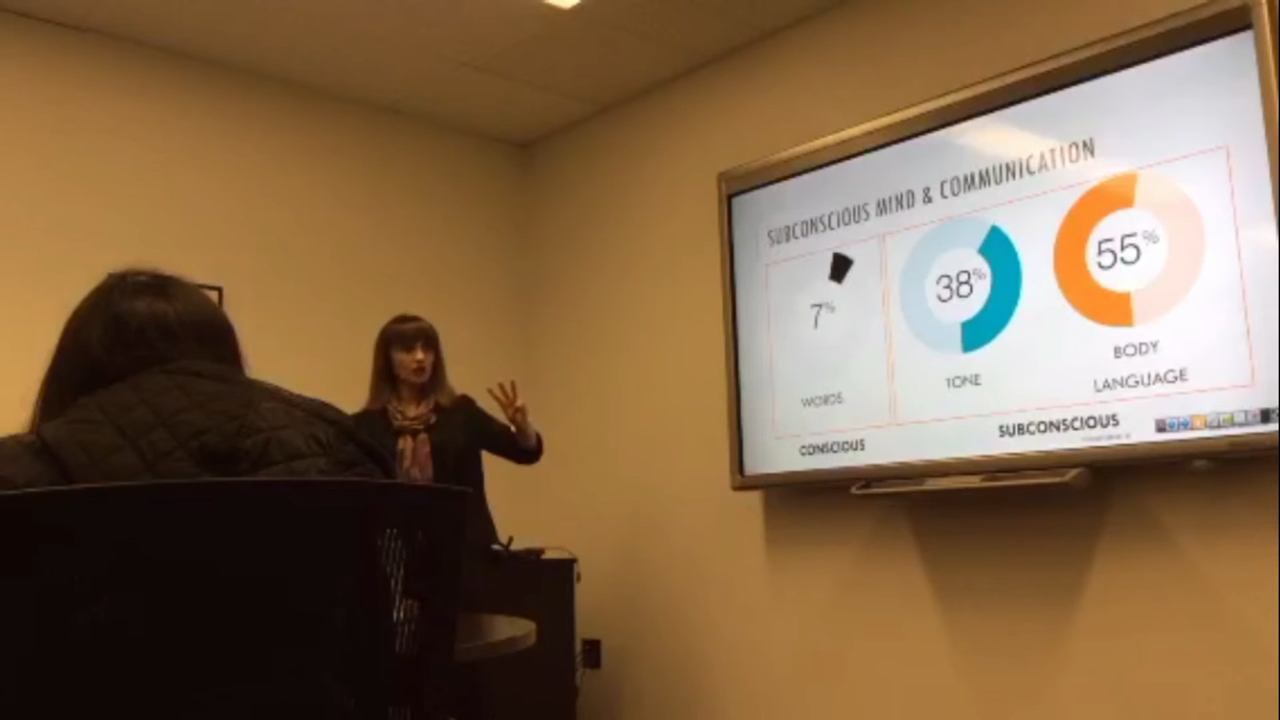 SUBCONSCIOUS MIND & COMMUNICATION
7%
38%
55%
WORDS
TONE
BODY
LANGUAGE
CONSCIOUS
SUBCONSCIOUS